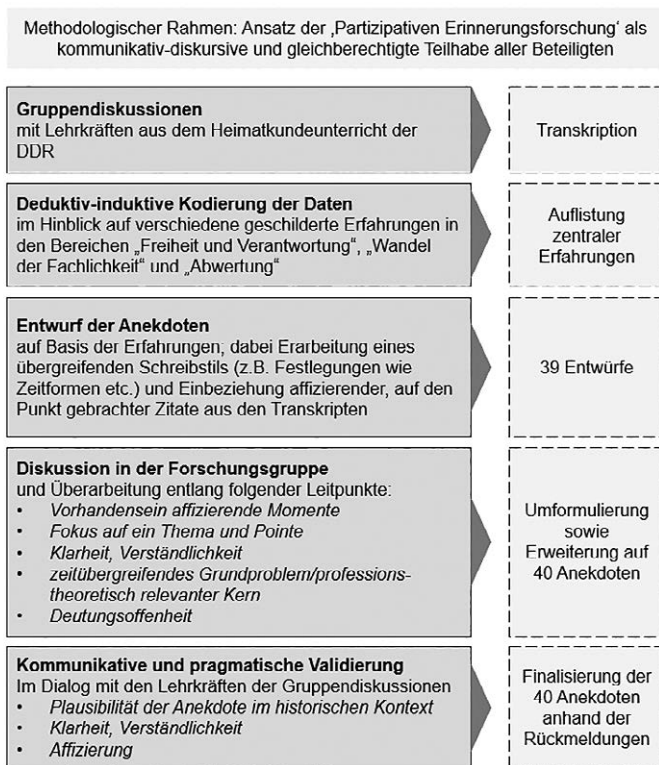 Methodologischer Rahmen: Ansatz der ‚Partizipativen Erinnerungsforschung‘ als
kommunikativ-diskursive und gleichberechtigte Teilhabe aller Beteiligten
Gruppendiskussionen
mit Lehrkräften aus dem Heimatkundeunterricht der
DDR
Transkription
Deduktiv-induktive Kodierung der Daten
im Hinblick auf verschiedene geschilderte Erfahrungen in
den Bereichen „Freiheit und Verantwortung“, „Wandel
der Fachlichkeit“ und „Abwertung“
Auflistung
zentraler
Erfahrungen
Entwurf der Anekdoten
auf Basis der Erfahrungen; dabei Erarbeitung eines
übergreifenden Schreibstils (z.B. Festlegungen wie
Zeitformen etc.) und Einbeziehung affizierender, auf den
Punkt gebrachter Zitate aus den Transkripten
39 Entwürfe
Diskussion in der Forschungsgruppe
und Überarbeitung entlang folgender Leitpunkte:
• Vorhandensein affizierende Momente
• Fokus auf ein Thema und Pointe
• Klarheit, Verständlichkeit
• zeitübergreifendes Grundproblem/professions-
theoretisch relevanter Kern
• Deutungsoffenheit
Umformulierung
sowie
Erweiterung auf
40 Anekdoten
Kommunikative und pragmatische Validierung
Im Dialog mit den Lehrkräften der Gruppendiskussionen
• Plausibilität der Anekdote im historischen Kontext
• Klarheit, Verständlichkeit
• Affizierung
Finalisierung der
40 Anekdoten
anhand der
Rückmeldungen